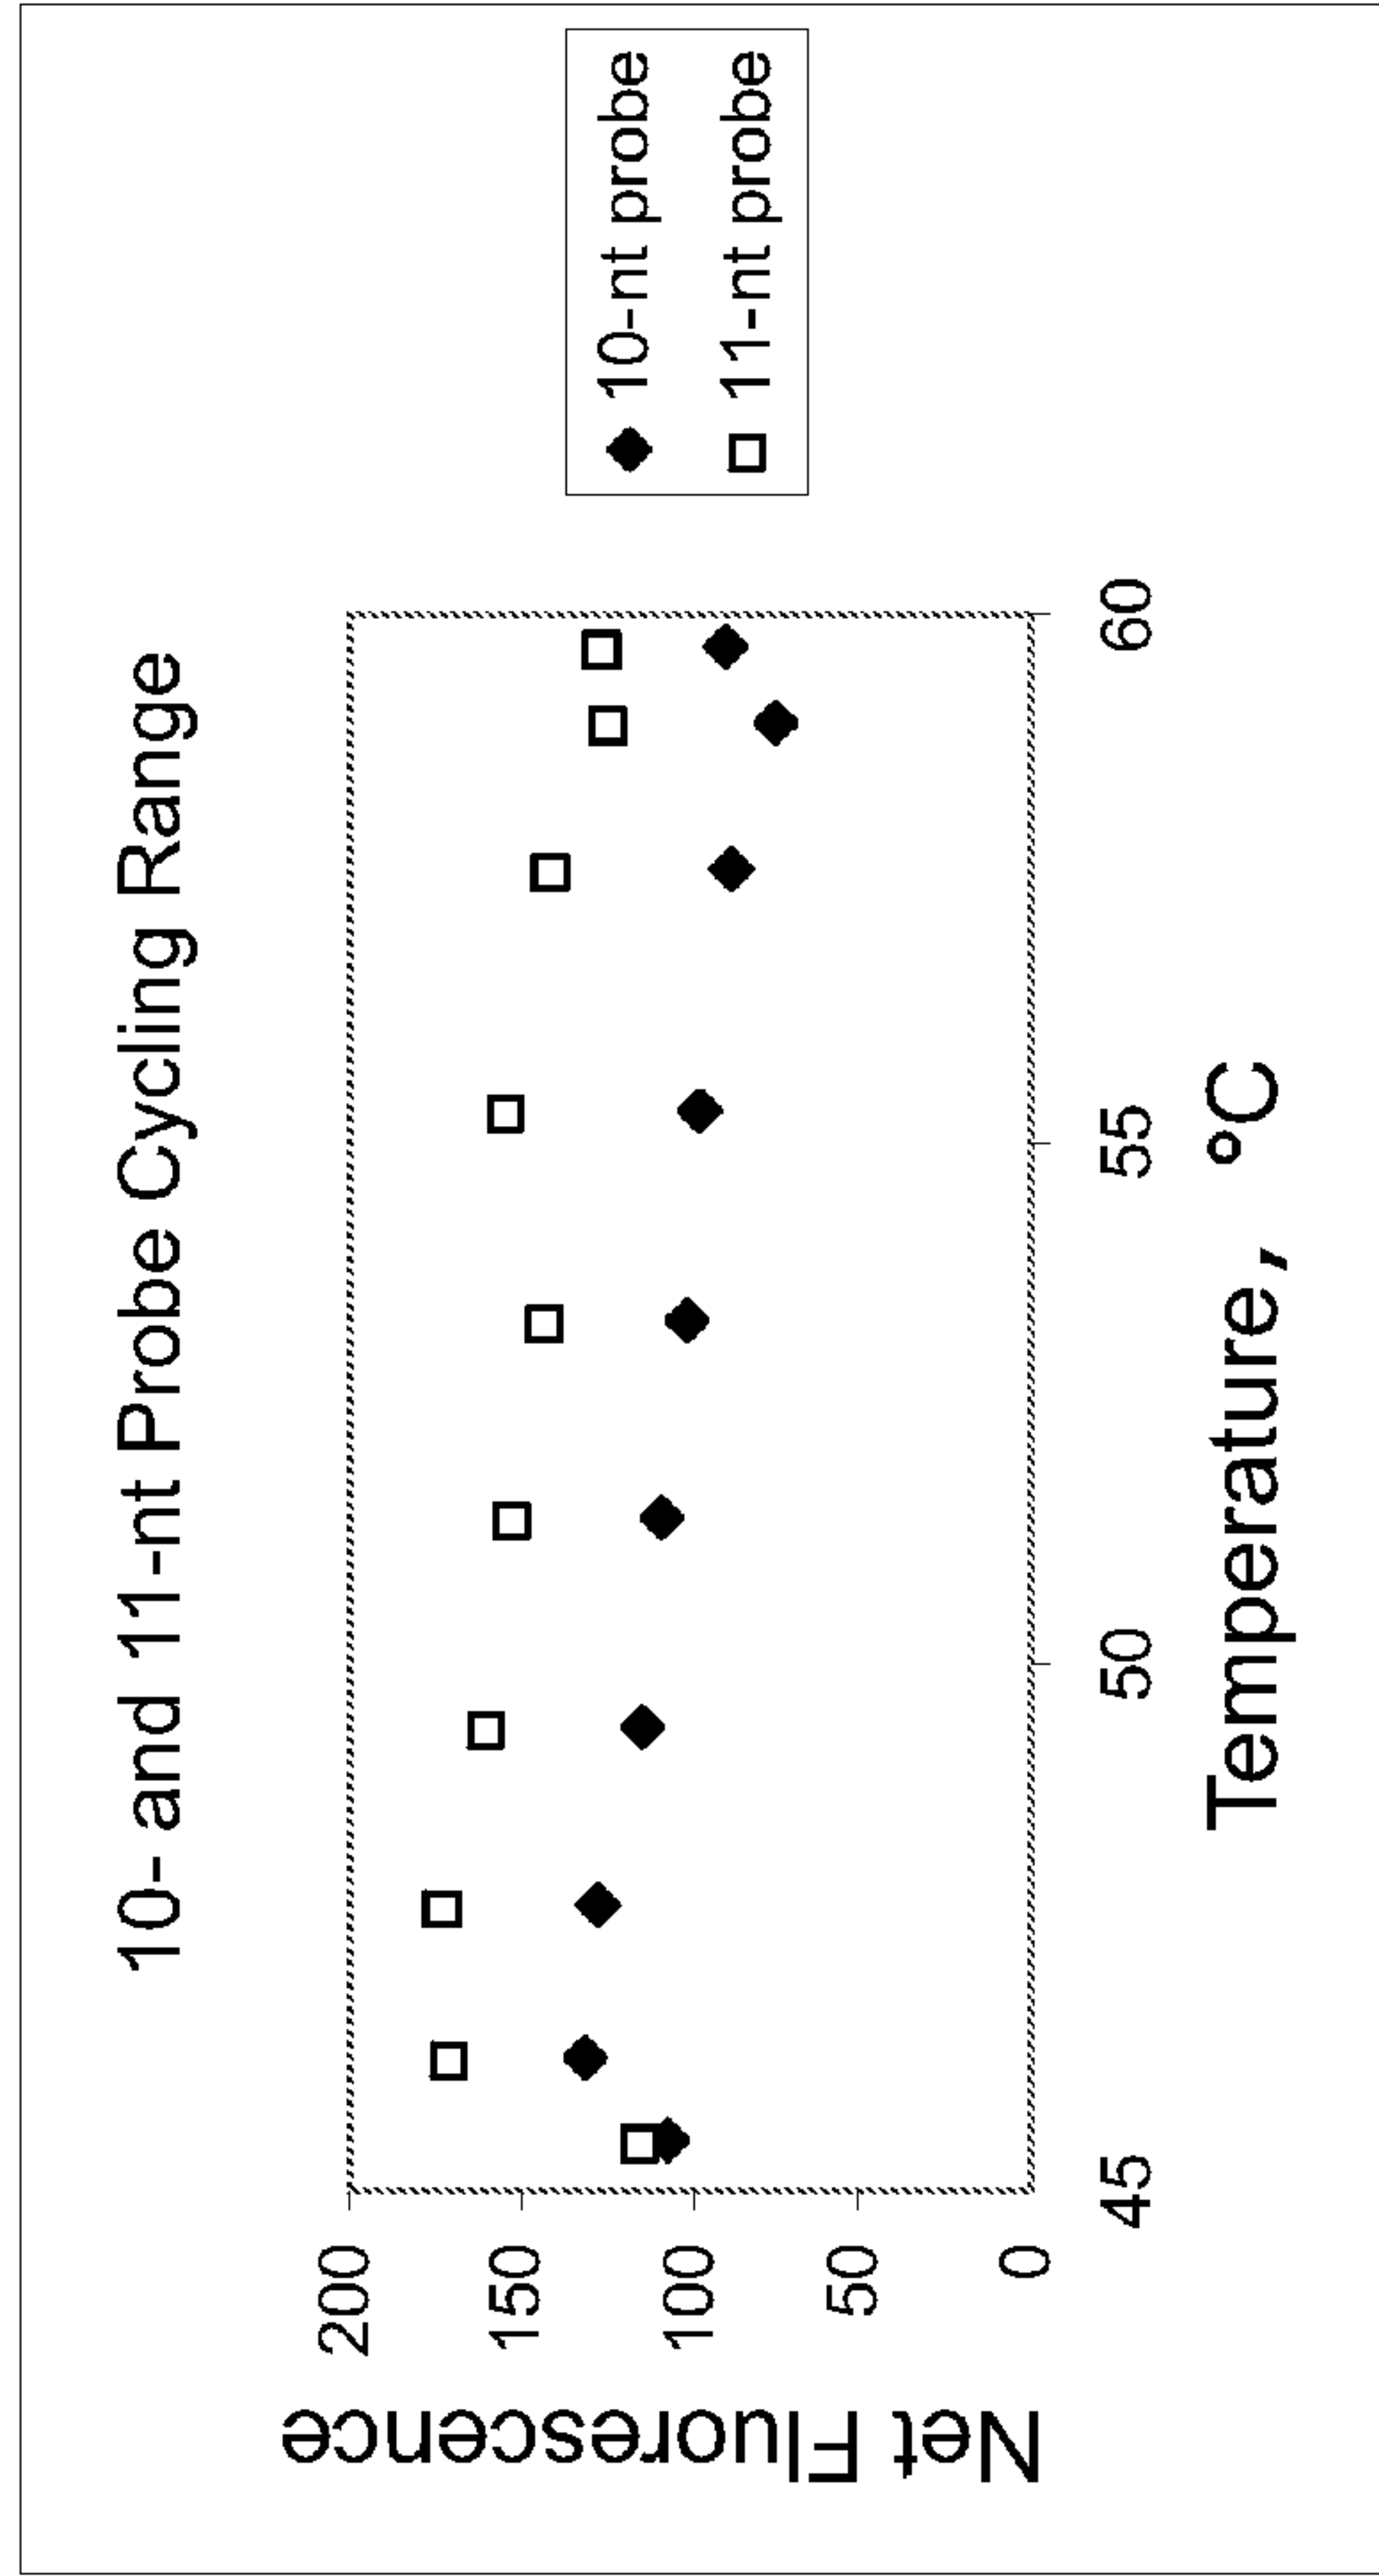 10- and 11-nt Probe Cycling Range
Net Fluorescence
200
150
100
50
0
45
50
55
60
Temperature, °C
10-nt probe
11-nt probe